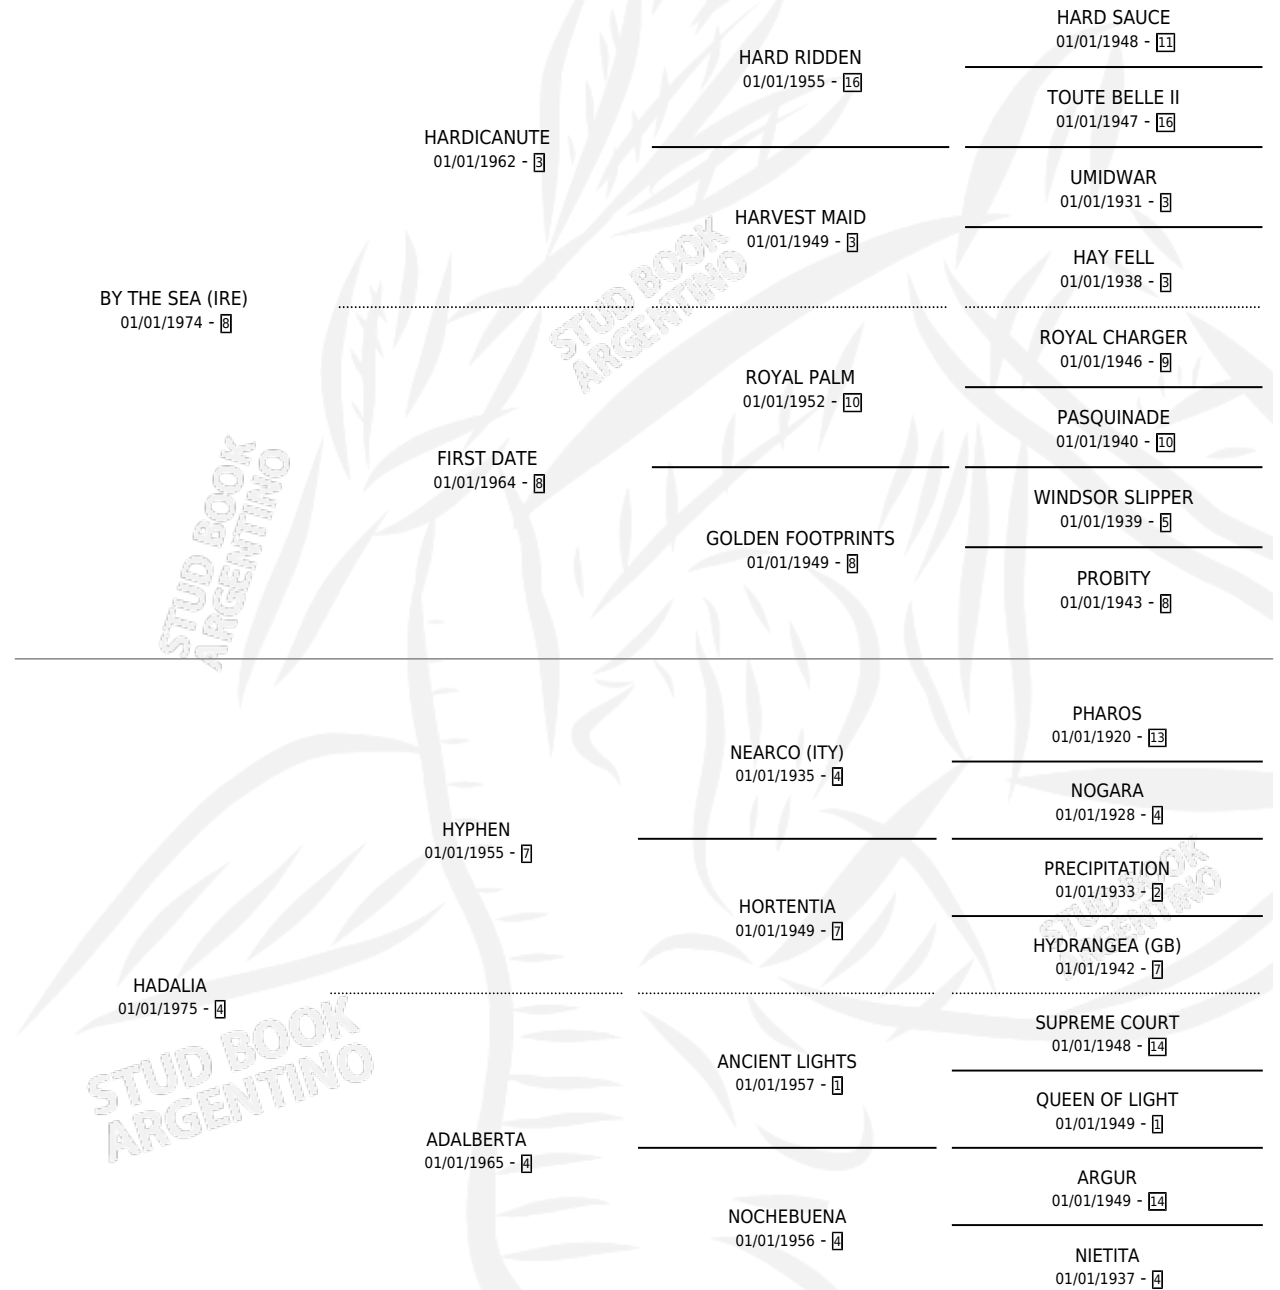 HARD SAUCE
01/01/1948 - 11
HARD RIDDEN
01/01/1955 - 16
TOUTE BELLE II
01/01/1947 - 16
HARDICANUTE
01/01/1962 - 3
UMIDWAR
01/01/1931 - 3
HARVEST MAID
01/01/1949 - 3
HAY FELL
01/01/1938 - 3
BY THE SEA (IRE)
01/01/1974 - 8
ROYAL CHARGER
01/01/1946 - 9
ROYAL PALM
01/01/1952 - 10
PASQUINADE
01/01/1940 - 10
FIRST DATE
01/01/1964 - 8
WINDSOR SLIPPER
01/01/1939 - 5
GOLDEN FOOTPRINTS
01/01/1949 - 8
PROBITY
01/01/1943 - 8
STUD BOOK
ARGENTINO
STUD BOOK
ARGENTINO
PHAROS
01/01/1920 - 13
NEARCO (ITY)
01/01/1935 - 4
NOGARA
01/01/1928 - 4
HYPHEN
01/01/1955 - 7
PRECIPITATION
01/01/1933 - 2
HORTENTIA
01/01/1949 - 7
HYDRANGEA (GB)
01/01/1942 - 7
STUD BOOK
ARGENTINO
HADALIA
01/01/1975 - 4
SUPREME COURT
01/01/1948 - 14
ANCIENT LIGHTS
01/01/1957 - 1
QUEEN OF LIGHT
01/01/1949 - 1
ADALBERTA
01/01/1965 - 4
ARGUR
01/01/1949 - 14
NOCHEBUENA
01/01/1956 - 4
NIETITA
01/01/1937 - 4
STUD BOOK
ARGENTINO